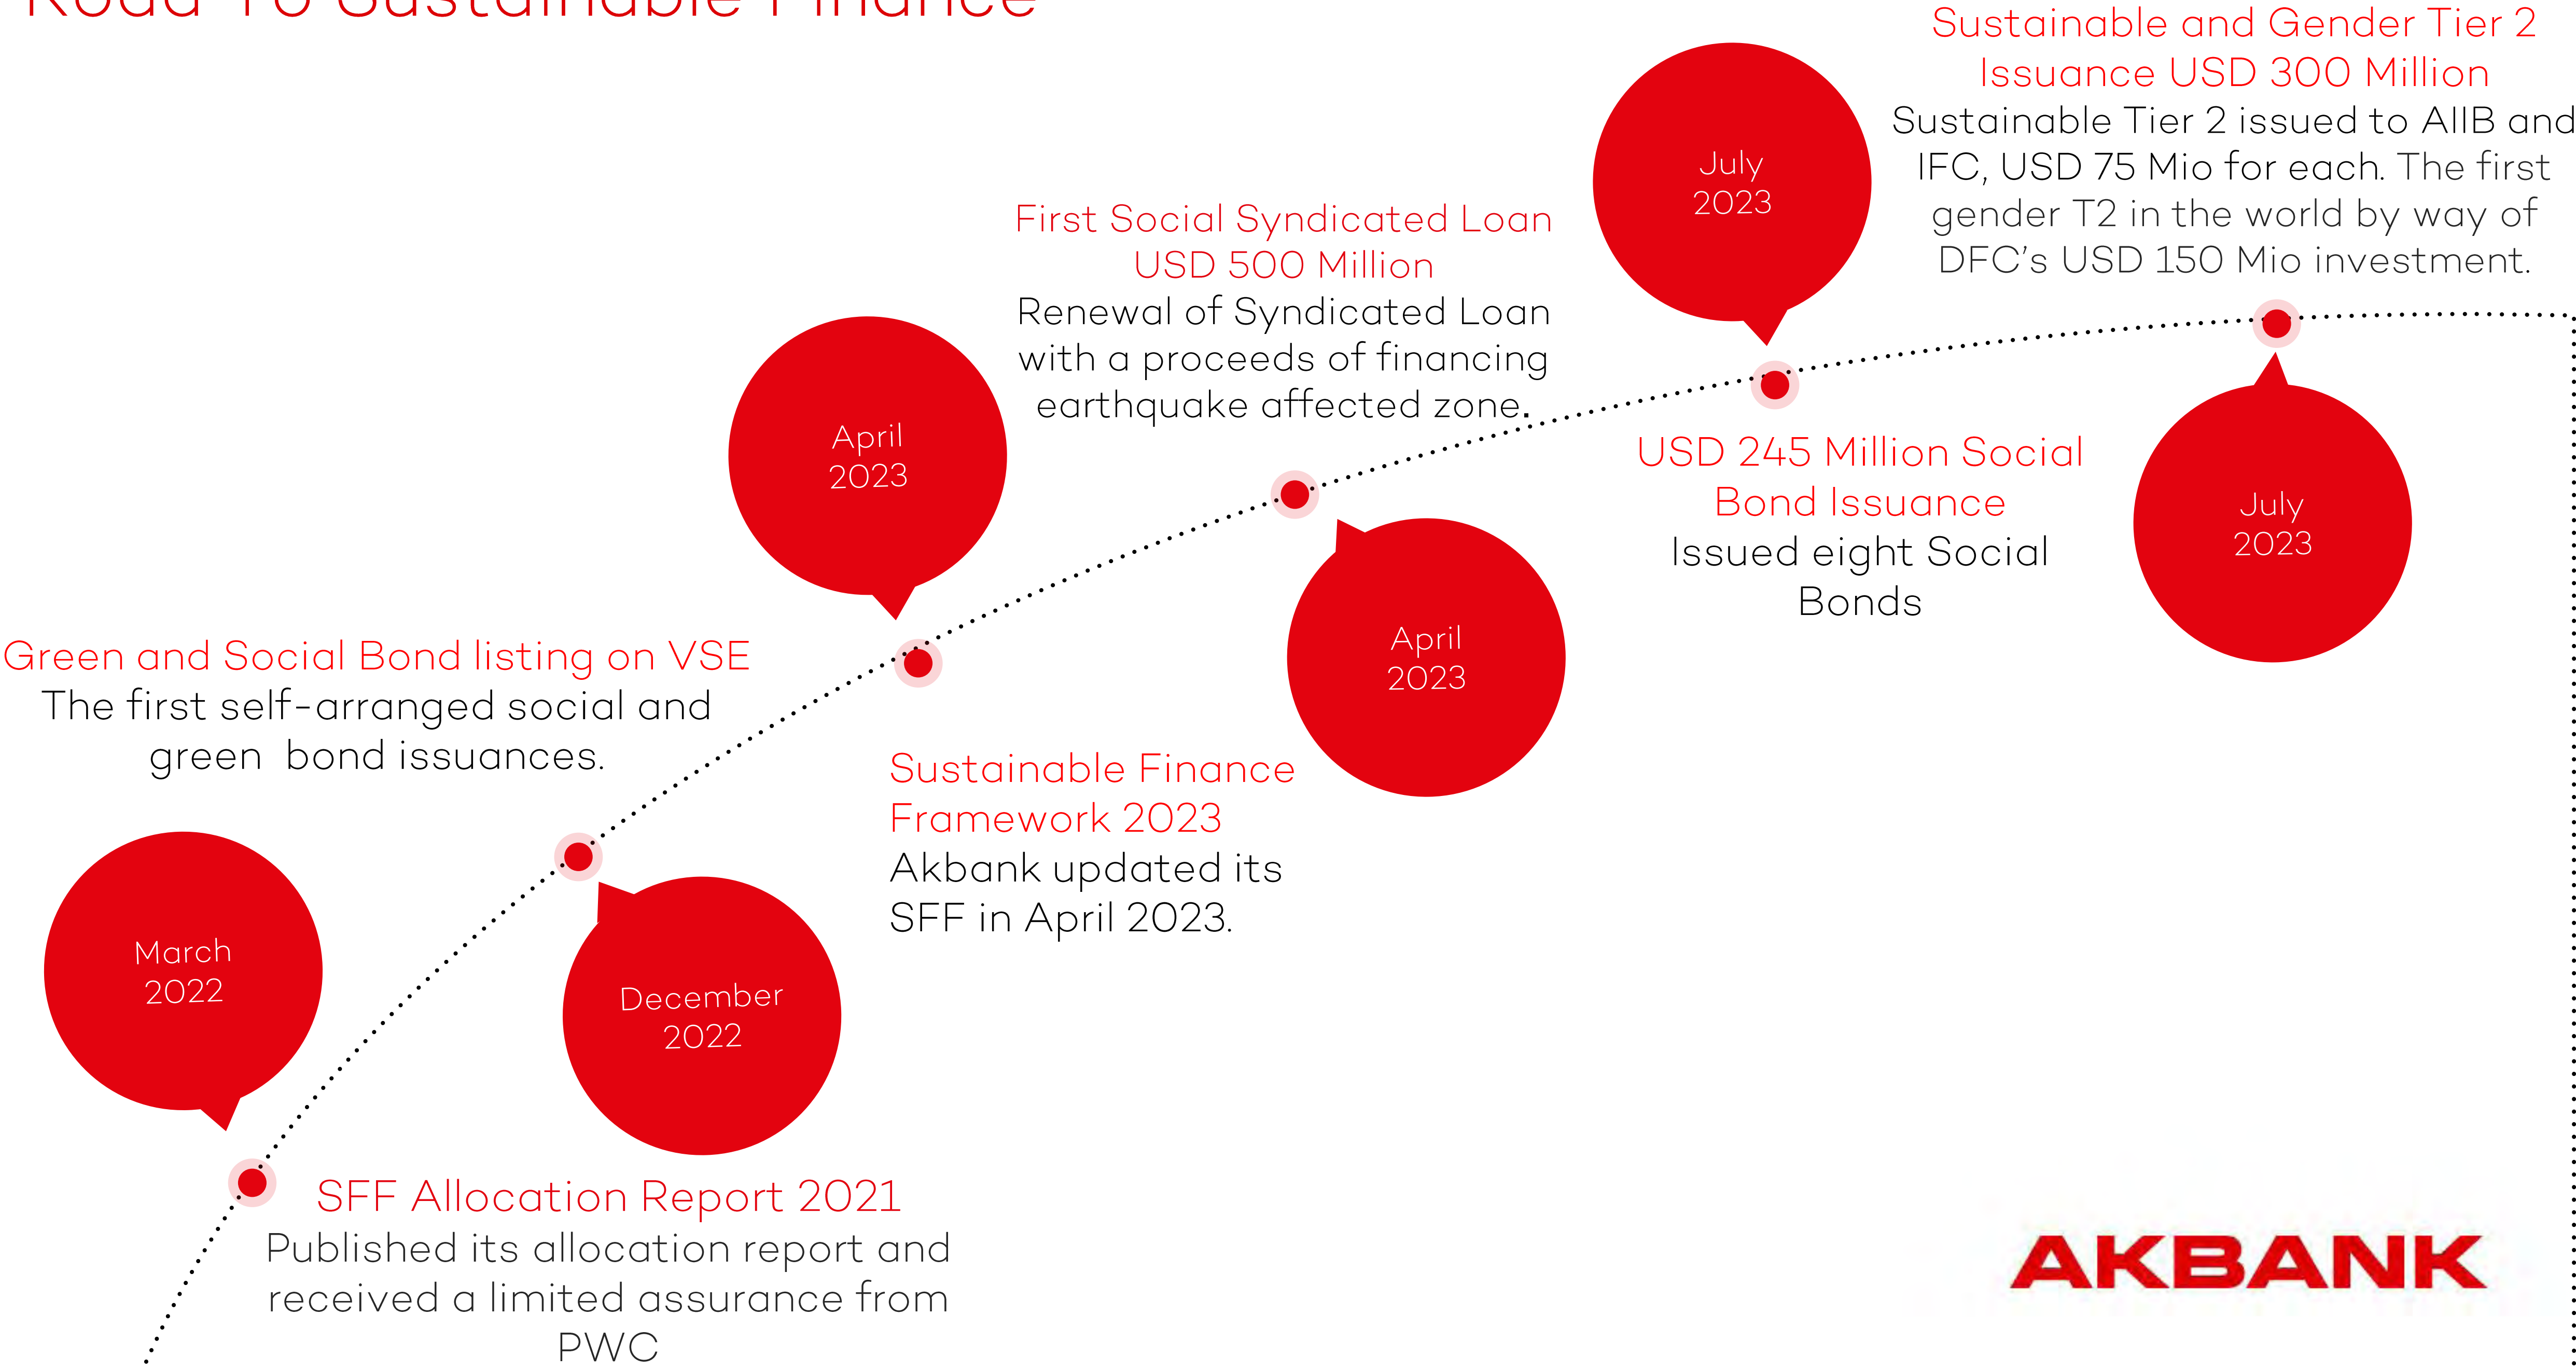 Road To Sustainable Finance
March
2022
SFF Allocation Report 2021
Published its allocation report and
received a limited assurance from
PWC
December
2022
Green and Social Bond listing on VSE
The first self-arranged social and
green  bond issuances.
April
2023
Sustainable Finance
Framework 2023
Akbank updated its
SFF in April 2023.
April
2023
First Social Syndicated Loan
USD 500 Million
Renewal of Syndicated Loan
with a proceeds of financing
earthquake affected zone.
July
2023
USD 245 Million Social
Bond Issuance
Issued eight Social
Bonds
July
2023
Sustainable and Gender Tier 2
Issuance USD 300 Million
Sustainable Tier 2 issued to AIIB and
IFC, USD 75 Mio for each. The first
gender T2 in the world by way of
DFC’s USD 150 Mio investment.
AKBANK